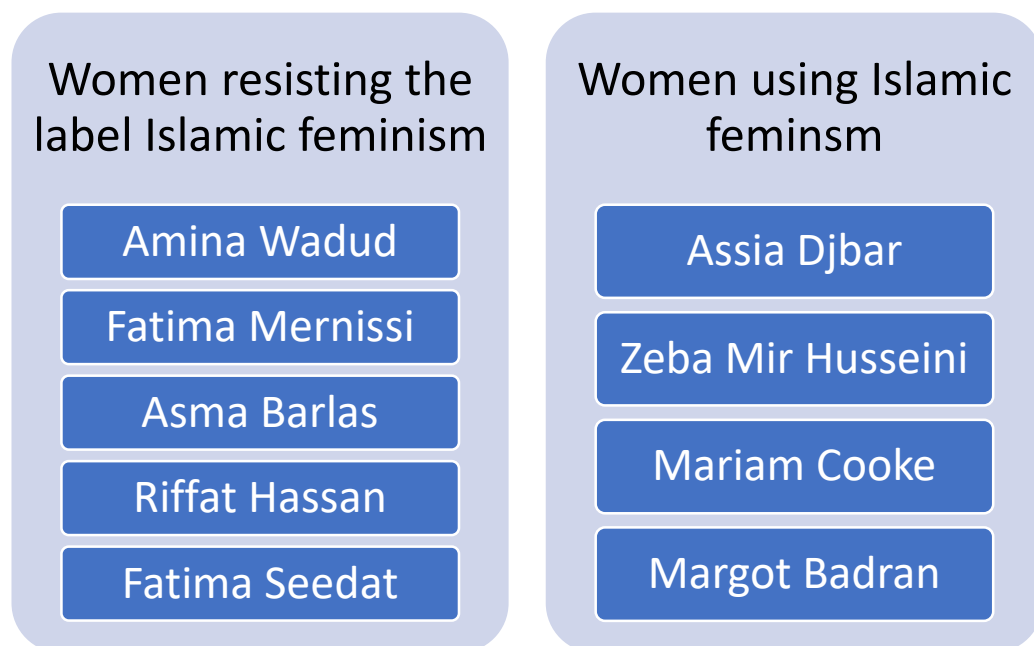 Women resisting the
label Islamic feminism
Amina Wadud
Fatima Mernissi
Asma Barlas
Riffat Hassan
Fatima Seedat
Women using Islamic
feminsm
Assia Djbar
Zeba Mir Husseini
Mariam Cooke
Margot Badran